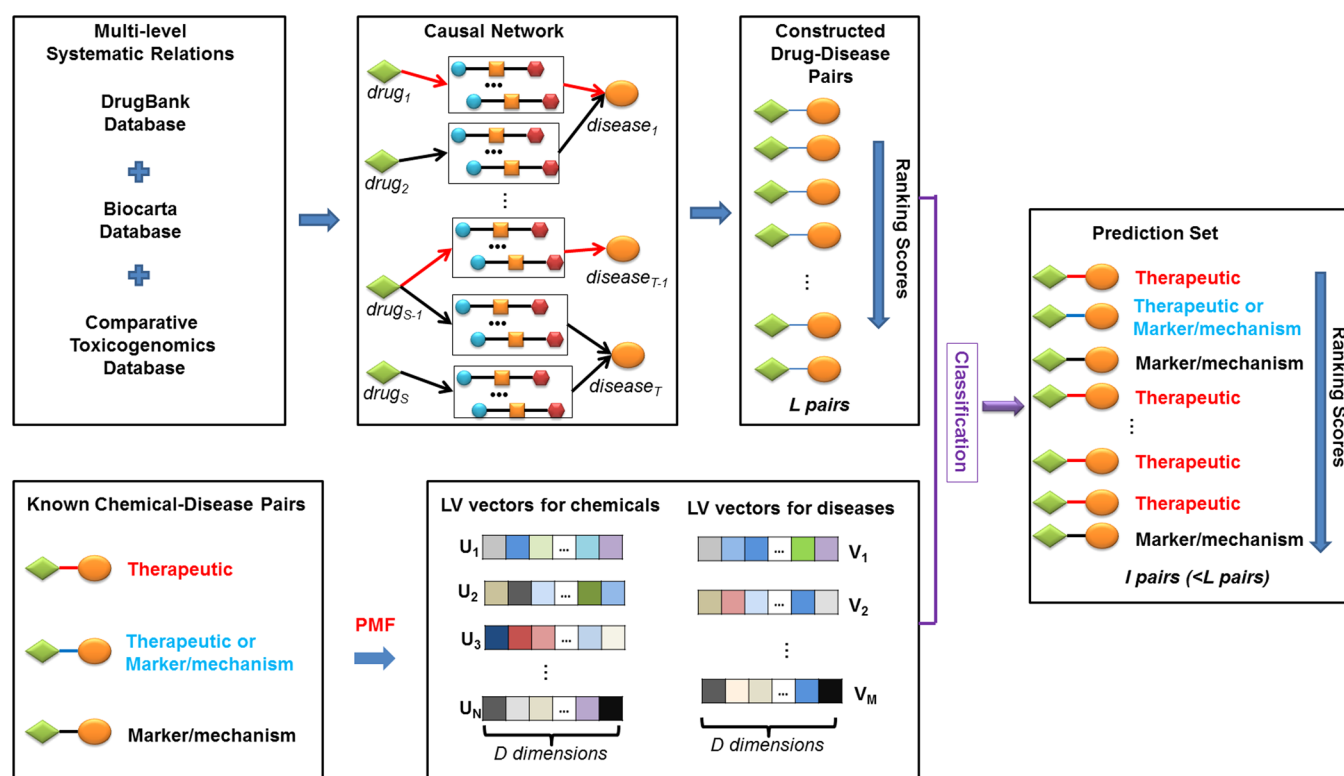 Multi-level
Systematic Relations
DrugBank
Database
Biocarta
Database
Comparative
Toxicogenomics
Database
Causal Network
drug1
disease1
•••
•••
drug2
⋮
•••
disease T-1
drug S-1
•••
disease T
drug S
•••
Constructed
Drug-Disease
Pairs
Ranking Scores
⋮
L pairs
Classification
Prediction Set
Therapeutic
Therapeutic or
Marker/mechanism
Marker/mechanism
Therapeutic
⋮
Therapeutic
Therapeutic
Marker/mechanism
I pairs (<L pairs)
Ranking Scores
Known Chemical-Disease Pairs
Therapeutic
Therapeutic or
Marker/mechanism
Marker/mechanism
PMF
LV vectors for chemicals
U1 ...
U2 ...
U3 ...
⋮
UN ...
D dimensions
LV vectors for diseases
... V1
... V2
⋮
... VM
D dimensions